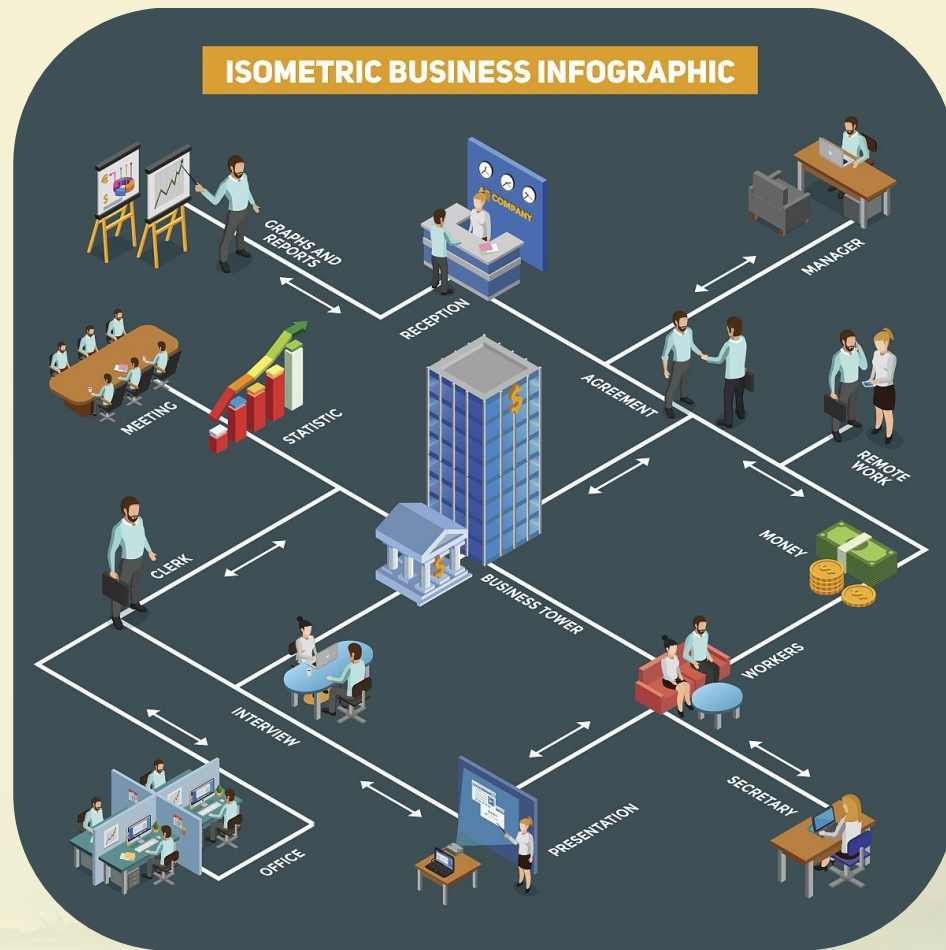 ISOMETRIC BUSINESS INFOGRAPHIC
GRAPHS AND
REPORTS
COMPANY
RECEPTION
MANAGER
MEETING
STATISTIC
AGREEMENT
REMOTE
WORK
CLERK
MONEY
BUSINESS TOWER
WORKERS
INTERVIEW
SECRETARY
OFFICE
PRESENTATION